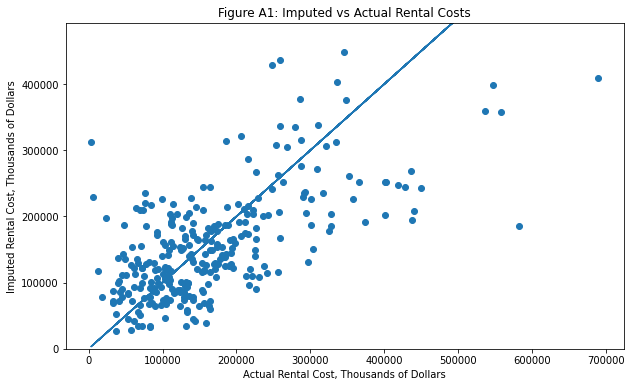 Figure A1: Imputed vs Actual Rental Costs
Imputed Rental Cost, Thousands of Dollars
400000
300000
200000
100000
0
0 100000 200000 300000 400000 500000 600000 700000
Actual Rental Cost, Thousands of Dollars